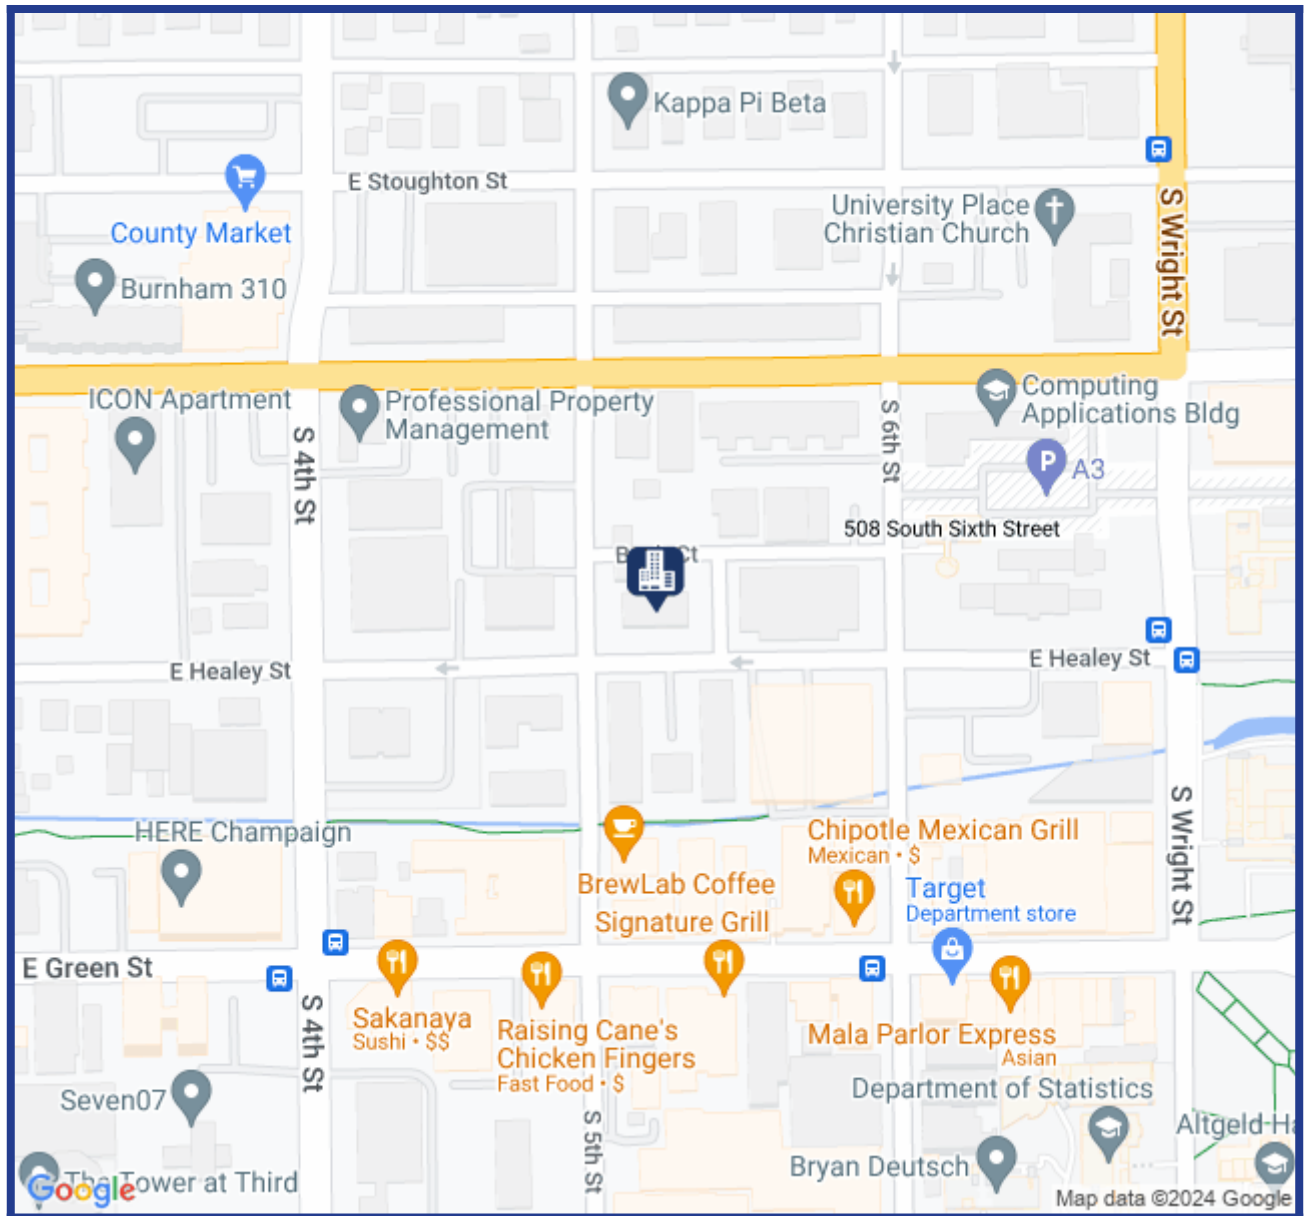 Kappa Pi Beta
E Stoughton St
County Market
University Place
Christian Church
S Wright St
Burnham 310
ICON Apartment
Professional Property
Management
Computing
Applications Bldg
S 4th St
S 6th St
P
A3
508 South Sixth Street
Ct
E Healey St
E Healey St
HERE Champaign
Chipotle Mexican Grill
Mexican • $
BrewLab Coffee
Signature Grill
Target
Department store
S Wright St
E Green St
S 4th St
Sakanaya
Sushi • $$
Raising Cane's
Chicken Fingers
Fast Food • $
Mala Parlor Express
Asian
Department of Statistics
Seven07
S 5th St
Altgeld Ha
Bryan Deutsch
The Tower at Third
Google
Map data ©2024 Google